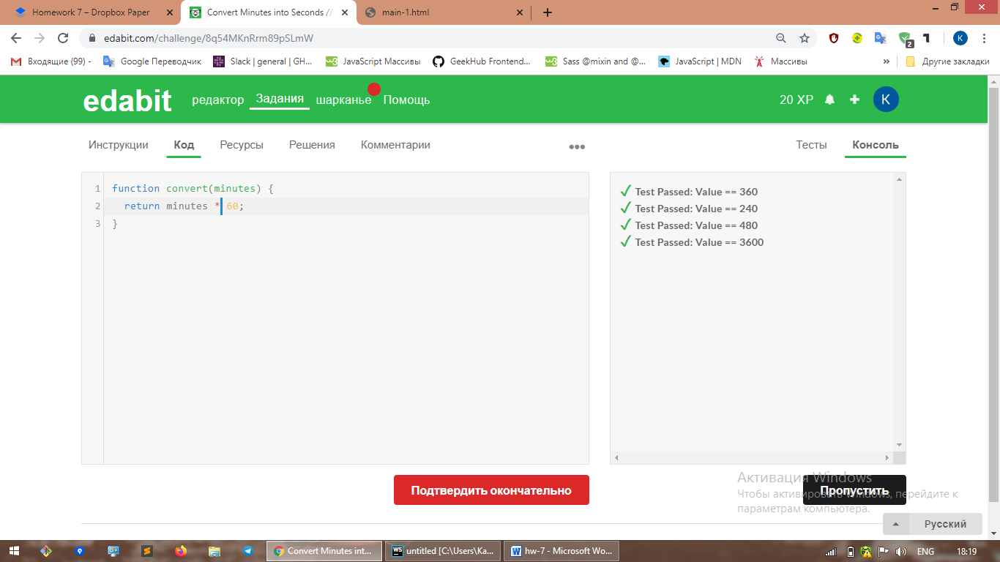 Homework 7 – Dropbox Paper
Convert Minutes into Seconds //
main-1.html
edabit.com/challenge/8q54MKnRrm89pSLmW
2
K
Входящие (99) -
Google Переводчик
Slack | general | GH...
JavaScript Массивы
GeekHub Frontend...
Sass @mixin and @...
JavaScript | MDN
Массивы
»
Другие закладки
edabit
редактор
Задания
шарканье
Помощь
20 XP
K
Инструкции
Код
Ресурсы
Решения
Комментарии
Тесты
Консоль
1 function convert(minutes) {
2 return minutes * 60;
3 }
Test Passed: Value == 360
Test Passed: Value == 240
Test Passed: Value == 480
Test Passed: Value == 3600
Подтвердить окончательно
Пропустить
Активация Windows
Чтобы активировать Windows, перейдите к
параметрам компьютера.
Русский
Convert Minutes int...
WS
untitled [C:\Users\Ka...
hw-7 - Microsoft Wo...
ENG
18:19